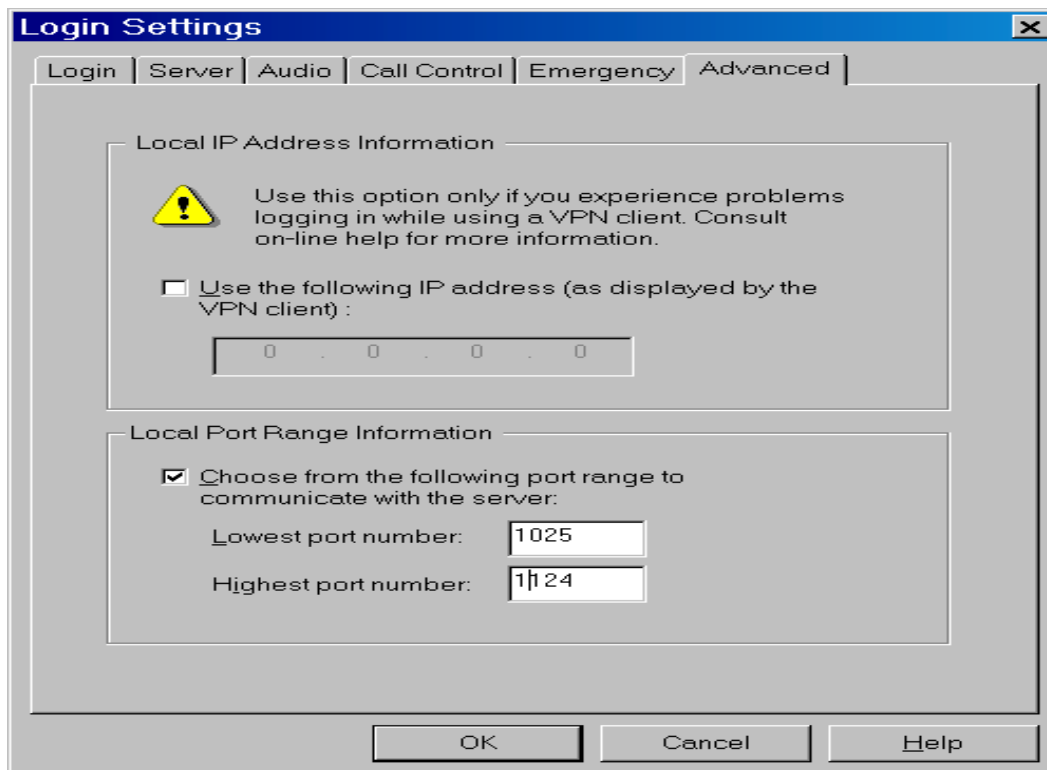 Login Settings
Login Server Audio Call Control Emergency Advanced
Local IP Address Information
Use this option only if you experience problems
logging in while using a VPN client. Consult
on-line help for more information.
Use the following IP address (as displayed by the
VPN client) :
0 . 0 . 0 . 0
Local Port Range Information
Choose from the following port range to
communicate with the server:
Lowest port number: 1025
Highest port number: 1124
OK Cancel Help